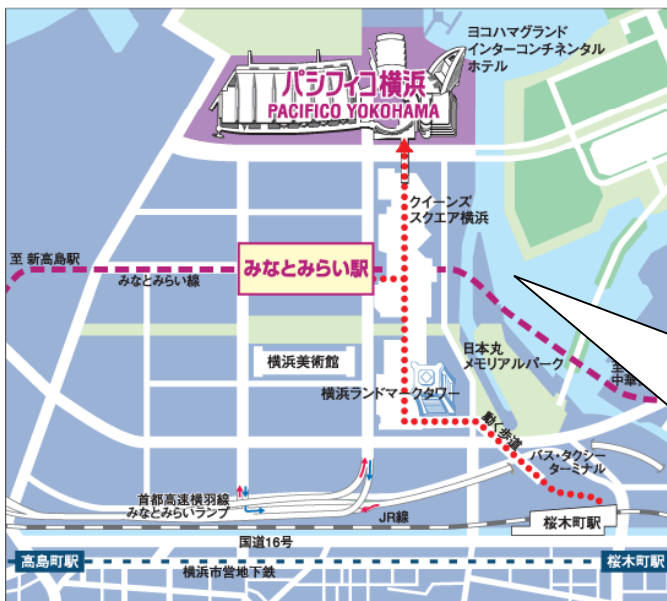 ヨコハマグランド
インターコンチネンタル
ホテル
パシフィコ横浜
PACIFICO YOKOHAMA
クイーンズ
スクエア横浜
至 新高島駅
みなとみらい駅
みなとみらい線
日本丸
メモリアルパーク
至
中華
横浜美術館
横浜ランドマークタワー
動く歩道
バス・タクシー
ターミナル
首都高速横羽線
みなとみらいランプ
JR線
桜木町駅
国道16号
高島町駅
横浜市営地下鉄
桜木町駅